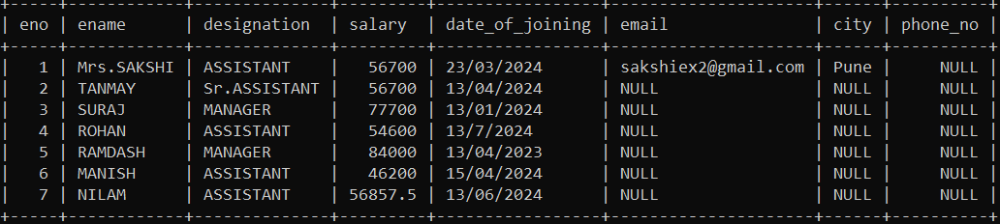 | eno | ename | designation | salary | date_of_joining | email | city | phone_no |
| 1 | Mrs.SAKSHI | ASSISTANT | 56700 | 23/03/2024 | sakshiex2@gmail.com | Pune | NULL |
| 2 | TANMAY | Sr.ASSISTANT | 56700 | 13/04/2024 | NULL | NULL | NULL |
| 3 | SURAJ | MANAGER | 77700 | 13/01/2024 | NULL | NULL | NULL |
| 4 | ROHAN | ASSISTANT | 54600 | 13/7/2024 | NULL | NULL | NULL |
| 5 | RAMDASH | MANAGER | 84000 | 13/04/2023 | NULL | NULL | NULL |
| 6 | MANISH | ASSISTANT | 46200 | 15/04/2024 | NULL | NULL | NULL |
| 7 | NILAM | ASSISTANT | 56857.5 | 13/06/2024 | NULL | NULL | NULL |